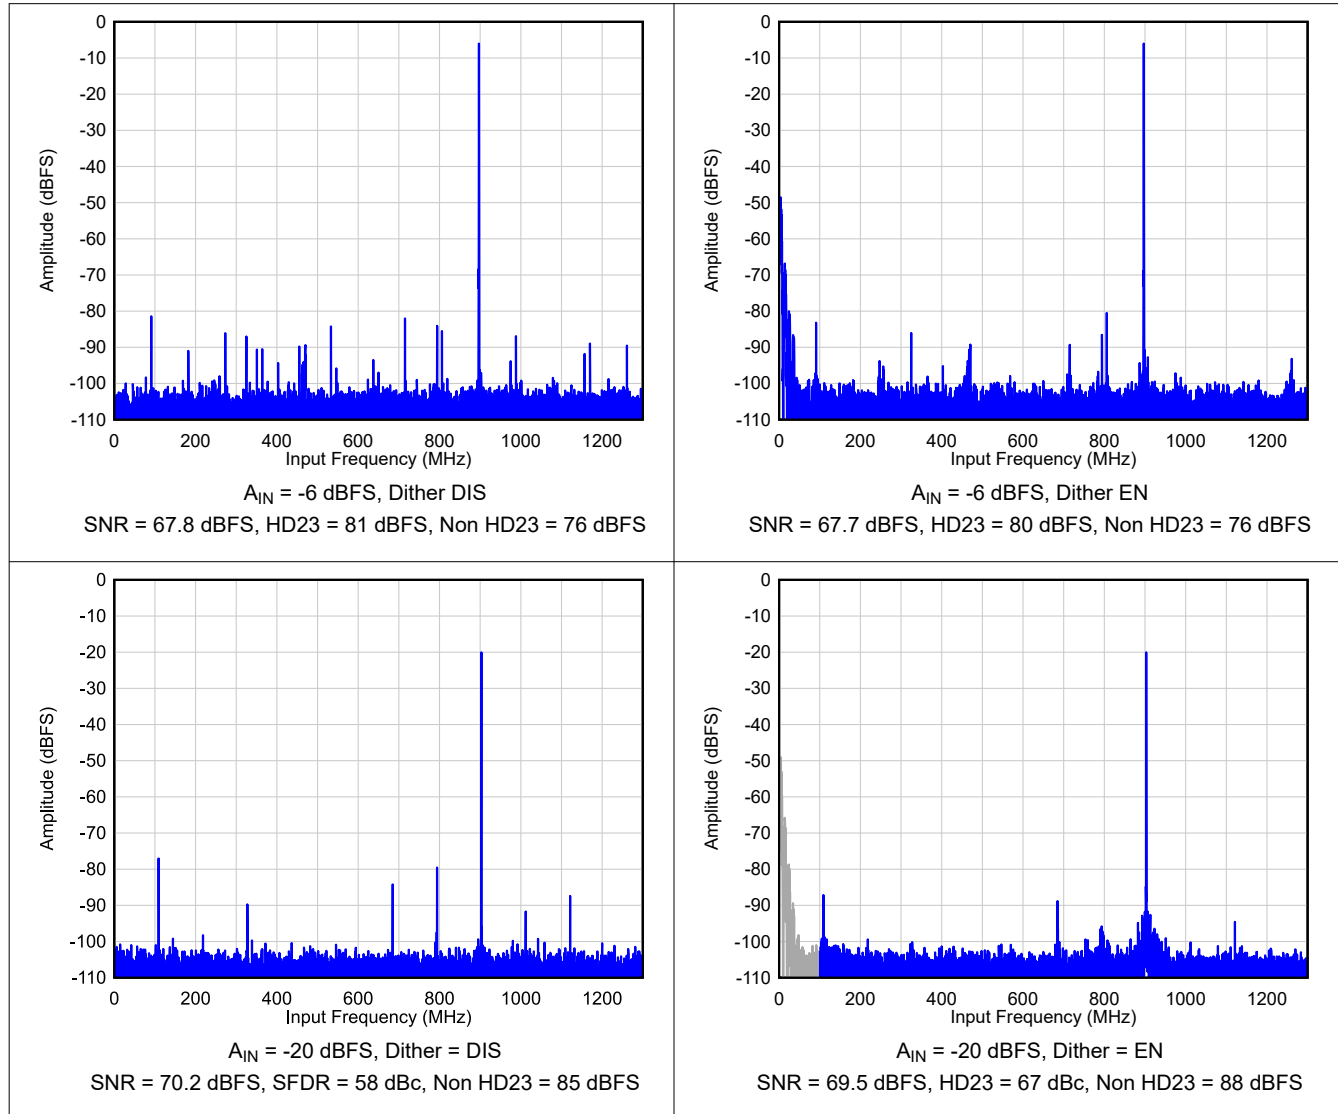 0
-10
-20
-30
-40
-50
-60
-70
-80
-90
-100
-110
Amplitude (dBFS)
0 200 400 600 800 1000 1200
Input Frequency (MHz)
A_IN = -6 dBFS, Dither DIS
SNR = 67.8 dBFS, HD23 = 81 dBFS, Non HD23 = 76 dBFS
0
-10
-20
-30
-40
-50
-60
-70
-80
-90
-100
-110
Amplitude (dBFS)
0 200 400 600 800 1000 1200
Input Frequency (MHz)
A_IN = -6 dBFS, Dither EN
SNR = 67.7 dBFS, HD23 = 80 dBFS, Non HD23 = 76 dBFS
0
-10
-20
-30
-40
-50
-60
-70
-80
-90
-100
-110
Amplitude (dBFS)
0 200 400 600 800 1000 1200
Input Frequency (MHz)
A_IN = -20 dBFS, Dither = DIS
SNR = 70.2 dBFS, SFDR = 58 dBc, Non HD23 = 85 dBFS
0
-10
-20
-30
-40
-50
-60
-70
-80
-90
-100
-110
Amplitude (dBFS)
0 200 400 600 800 1000 1200
Input Frequency (MHz)
A_IN = -20 dBFS, Dither = EN
SNR = 69.5 dBFS, HD23 = 67 dBc, Non HD23 = 88 dBFS